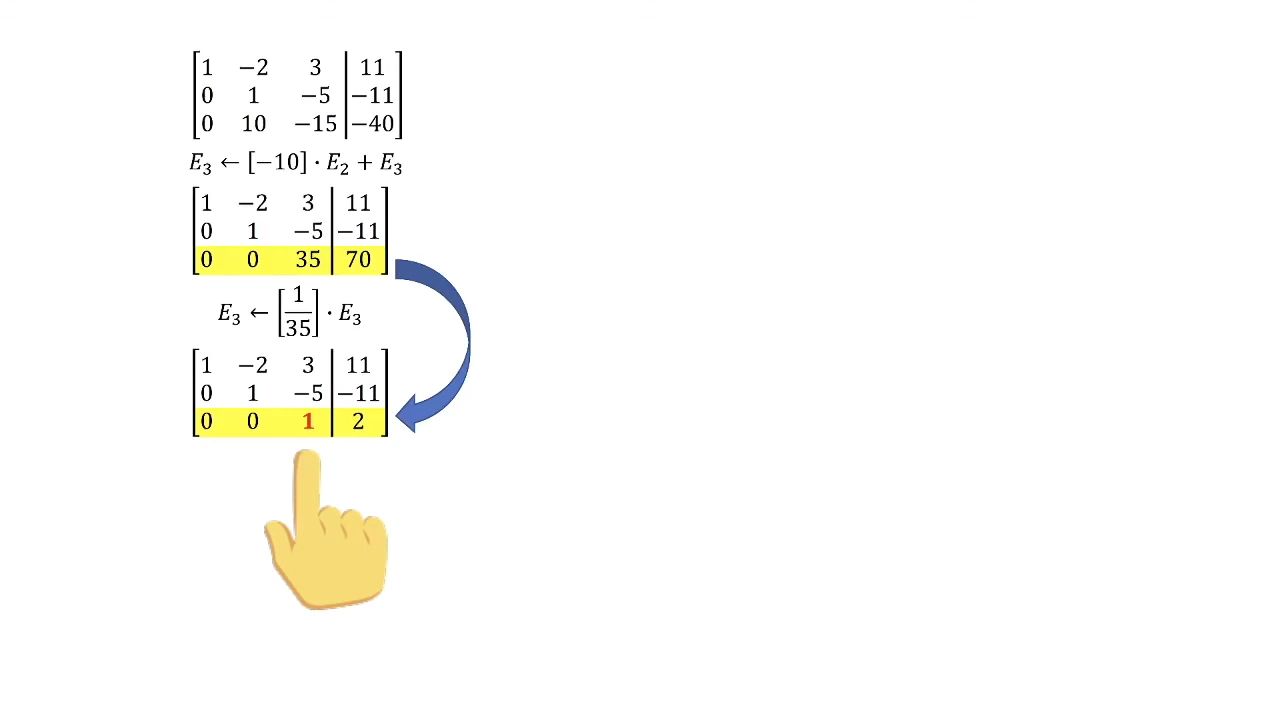 1 −2 3 | 11
0 1 −5 | −11
0 10 −15 | −40
E₃ ← [−10] · E₂ + E₃
1 −2 3 | 11
0 1 −5 | −11
0 0 35 | 70
E₃ ← [1/35] · E₃
1 −2 3 | 11
0 1 −5 | −11
0 0 1 | 2